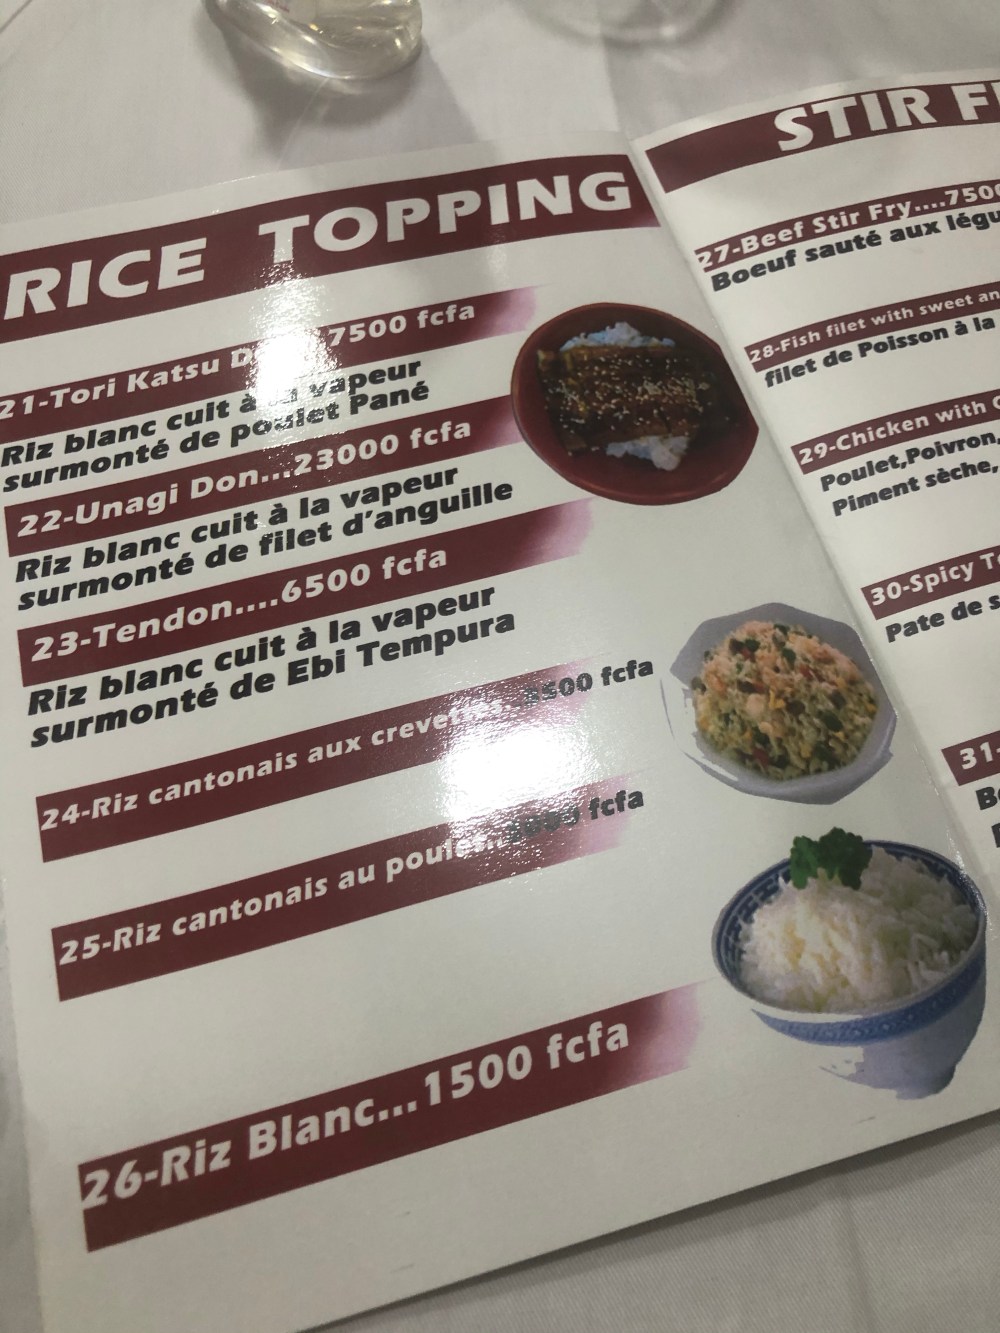 RICE TOPPING
21-Tori Katsu 7500 fcfa
Riz blanc cuit à la vapeur
surmonté de poulet Pané
22-Unagi Don...23000 fcfa
Riz blanc cuit à la vapeur
surmonté de filet d'anguille
23-Tendon....6500 fcfa
Riz blanc cuit à la vapeur
surmonté de Ebi Tempura
24-Riz cantonais aux crevettes.. fcfa
25-Riz cantonais au poulet.. fcfa
26-Riz Blanc...1500 fcfa
STIR
27-Beef Stir Fry....7500
Boeuf sauté aux
28-Fish filet with sweet
filet de Poisson à la
29-Chicken with
Poulet,Poivron,
Piment sèche,
30-Spicy
Pate de
31-